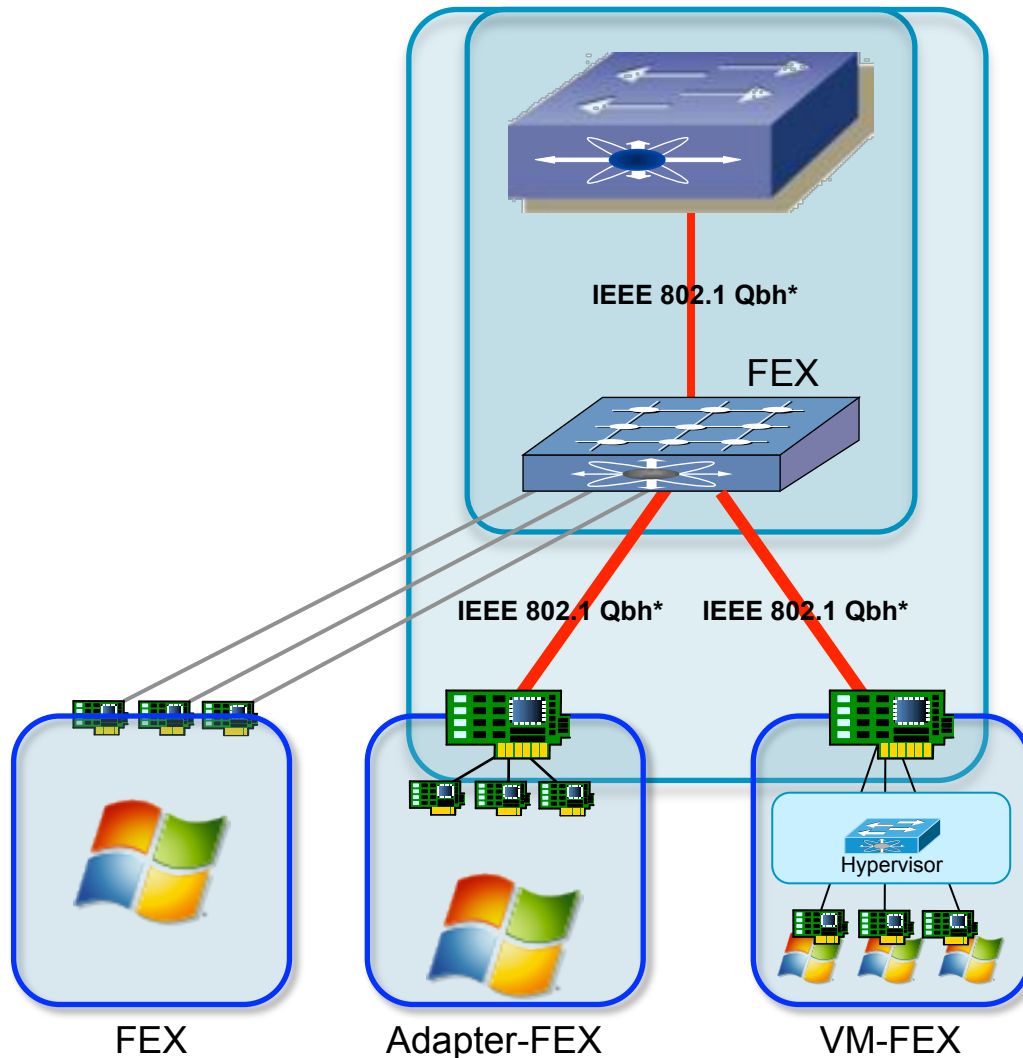 IEEE 802.1 Qbh*
FEX
IEEE 802.1 Qbh*
IEEE 802.1 Qbh*
Hypervisor
FEX
Adapter-FEX
VM-FEX